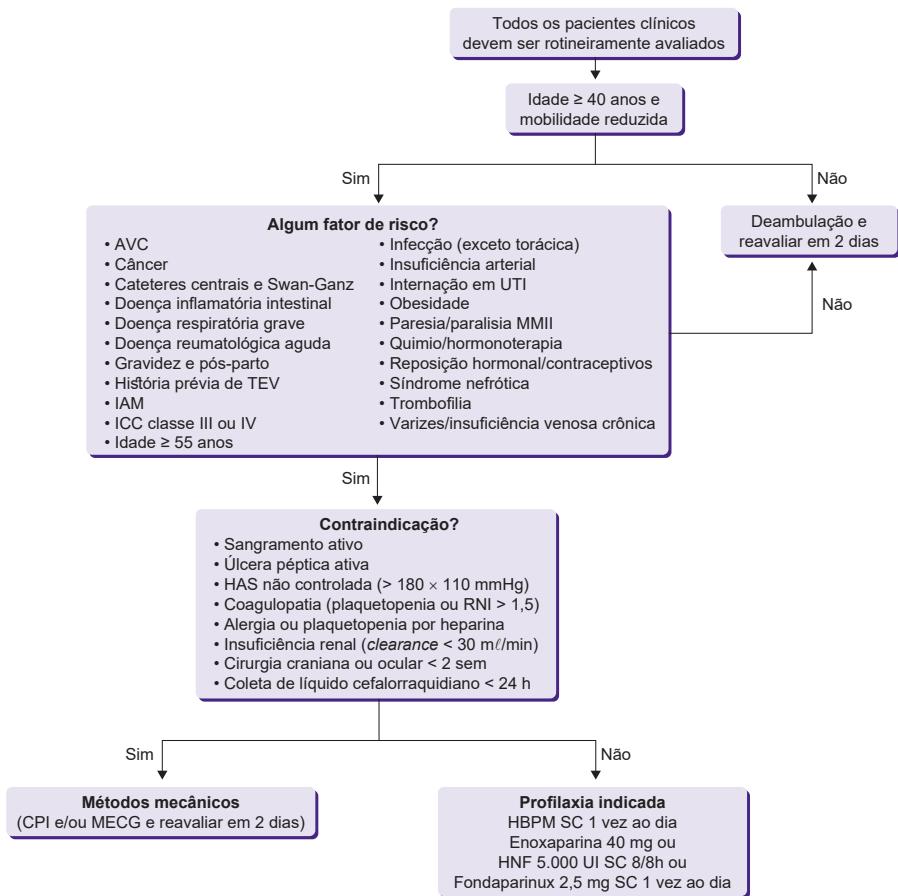 Todos os pacientes clínicos
devem ser rotineiramente avaliados
Idade ≥ 40 anos e
mobilidade reduzida
Sim
Não
Algum fator de risco?
• AVC
• Câncer
• Cateteres centrais e Swan-Ganz
• Doença inflamatória intestinal
• Doença respiratória grave
• Doença reumatológica aguda
• Gravidez e pós-parto
• História prévia de TEV
• IAM
• ICC classe III ou IV
• Idade ≥ 55 anos
• Infecção (exceto torácica)
• Insuficiência arterial
• Internação em UTI
• Obesidade
• Paresia/paralisia MMII
• Quimio/hormonoterapia
• Reposição hormonal/contraceptivos
• Síndrome nefrótica
• Trombofilia
• Varizes/insuficiência venosa crônica
Deambulação e
reavaliar em 2 dias
Não
Sim
Contraindicação?
• Sangramento ativo
• Úlcera péptica ativa
• HAS não controlada (> 180 × 110 mmHg)
• Coagulopatia (plaquetopenia ou RNI > 1,5)
• Alergia ou plaquetopenia por heparina
• Insuficiência renal (clearance < 30 mℓ/min)
• Cirurgia craniana ou ocular < 2 sem
• Coleta de líquido cefalorraquidiano < 24 h
Sim
Não
Métodos mecânicos
(CPI e/ou MECG e reavaliar em 2 dias)
Profilaxia indicada
HBPM SC 1 vez ao dia
Enoxaparina 40 mg ou
HNF 5.000 UI SC 8/8h ou
Fondaparinux 2,5 mg SC 1 vez ao dia